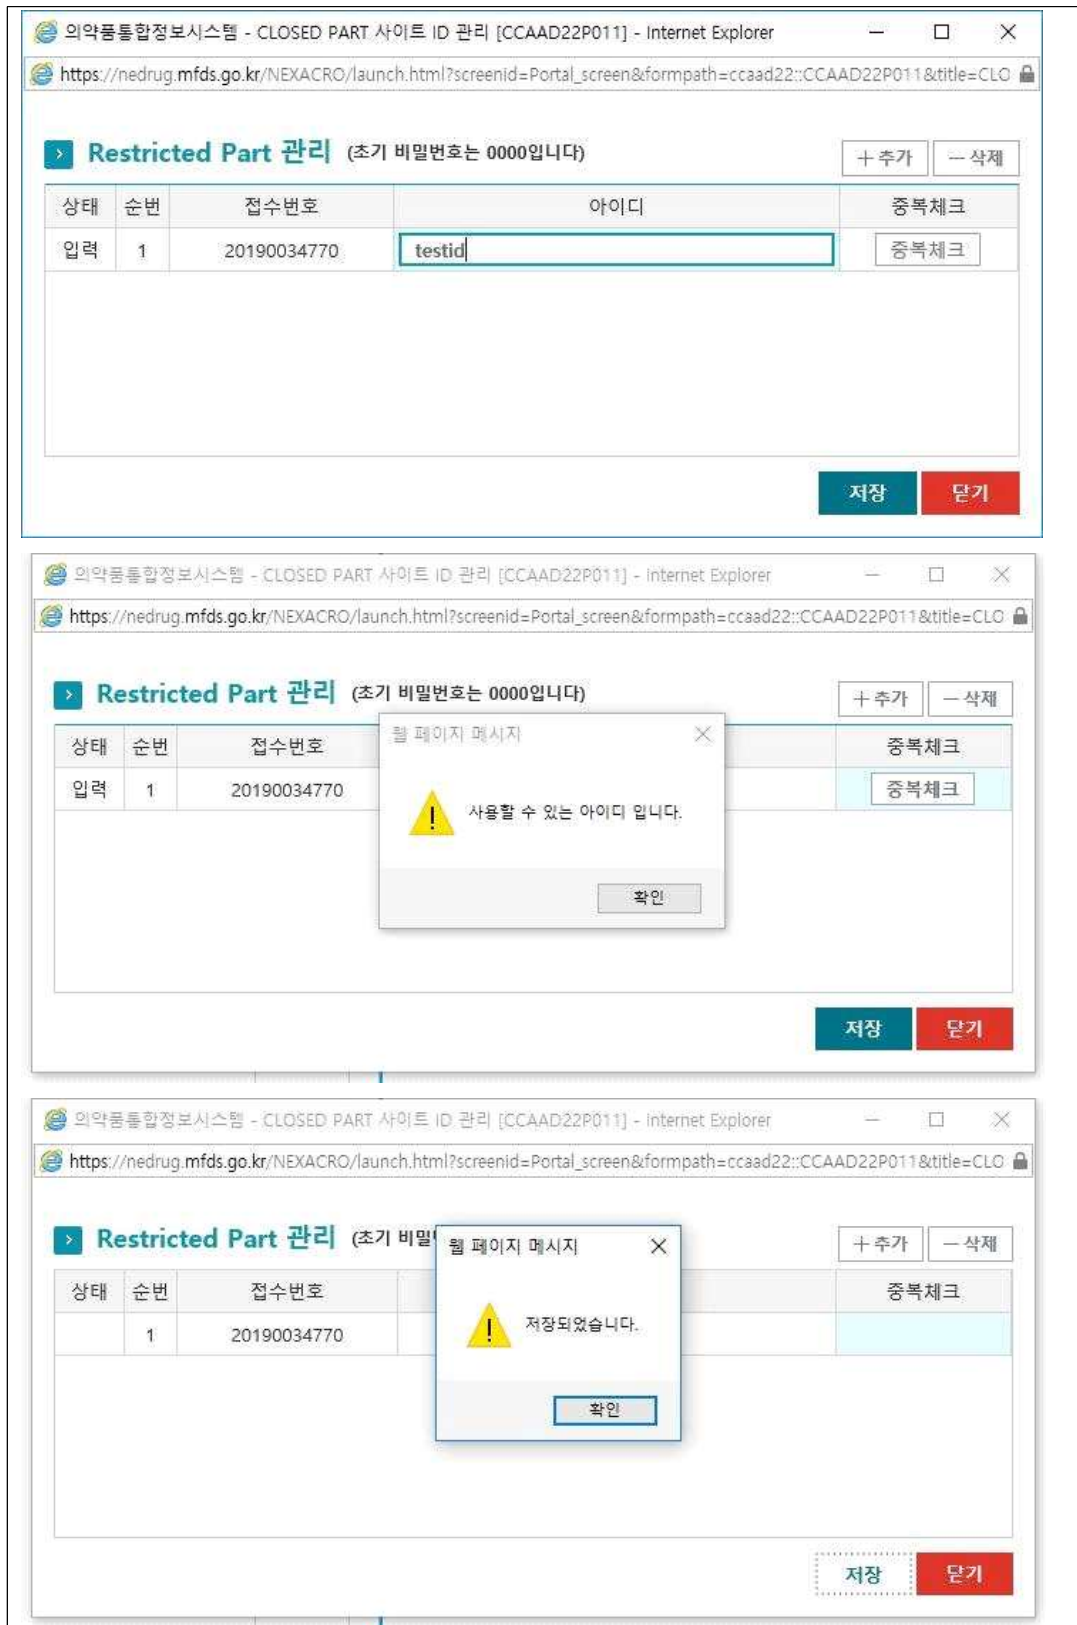 의약품통합정보시스템 - CLOSED PART 사이트 ID 관리 [CCAAD22P011] - Internet Explorer
https://nedrug.mfds.go.kr/NEXACRO/launch.html?screenid=Portal_screen&formpath=ccaad22::CCAAD22P011&title=CLO
Restricted Part 관리 (초기 비밀번호는 0000입니다)
+추가 —삭제
상태 순번 접수번호 아이디 중복체크
입력 1 20190034770 testid 중복체크
저장 닫기
의약품통합정보시스템 - CLOSED PART 사이트 ID 관리 [CCAAD22P011] - Internet Explorer
https://nedrug.mfds.go.kr/NEXACRO/launch.html?screenid=Portal_screen&formpath=ccaad22::CCAAD22P011&title=CLO
Restricted Part 관리 (초기 비밀번호는 0000입니다)
+추가 —삭제
웹 페이지 메시지
상태 순번 접수번호 중복체크
입력 1 20190034770 중복체크
사용할 수 있는 아이디 입니다.
확인
저장 닫기
의약품통합정보시스템 - CLOSED PART 사이트 ID 관리 [CCAAD22P011] - Internet Explorer
https://nedrug.mfds.go.kr/NEXACRO/launch.html?screenid=Portal_screen&formpath=ccaad22::CCAAD22P011&title=CLO
Restricted Part 관리 (초기 비밀
+추가 —삭제
웹 페이지 메시지
상태 순번 접수번호 중복체크
1 20190034770
저장되었습니다.
확인
저장 닫기